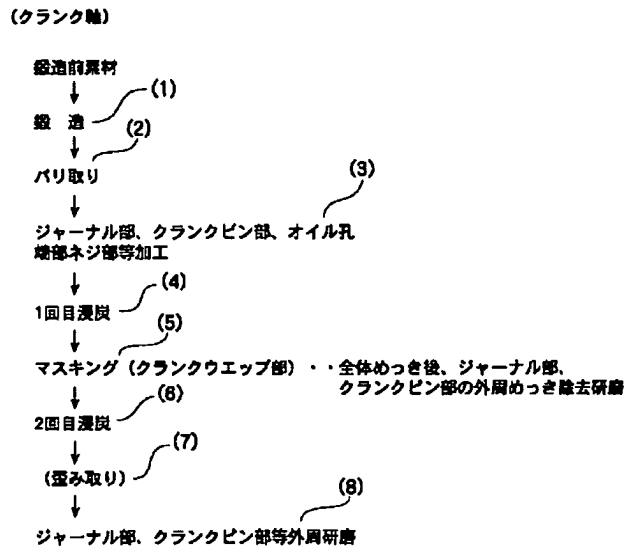 (クランク軸)
鍛造前素材
(1)
鍛 造
(2)
バリ取り
(3)
ジャーナル部、クランクピン部、オイル孔
端部ネジ部等加工
(4)
1回目浸炭
(5)
マスキング(クランクウエッブ部)・・全体めっき後、ジャーナル部、
クランクピン部の外周めっき除去研磨
(6)
2回目浸炭
(7)
(歪み取り)
(8)
ジャーナル部、クランクピン部等外周研磨